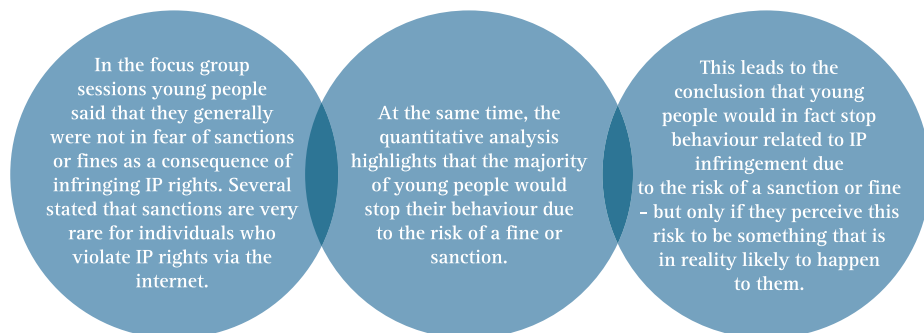 In the focus group
sessions young people
said that they generally
were not in fear of sanctions
or fines as a consequence of
infringing IP rights. Several
stated that sanctions are very
rare for individuals who
violate IP rights via the
internet.
At the same time, the
quantitative analysis
highlights that the majority
of young people would
stop their behaviour due
to the risk of a fine or
sanction.
This leads to the
conclusion that young
people would in fact stop
behaviour related to IP
infringement due
to the risk of a sanction or fine
– but only if they perceive this
risk to be something that is
in reality likely to happen
to them.